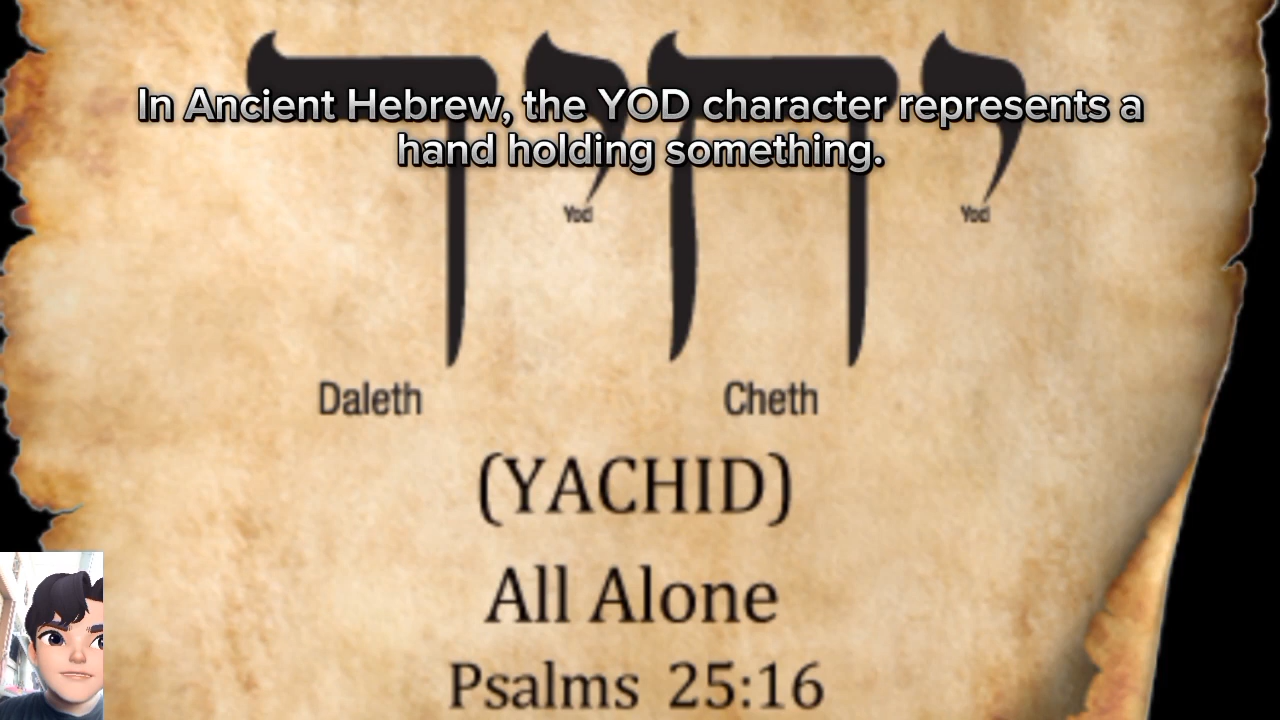 יחיד
In Ancient Hebrew, the YOD character represents a
hand holding something.
Yod Yod
Daleth Cheth
(YACHID)
All Alone
Psalms 25:16